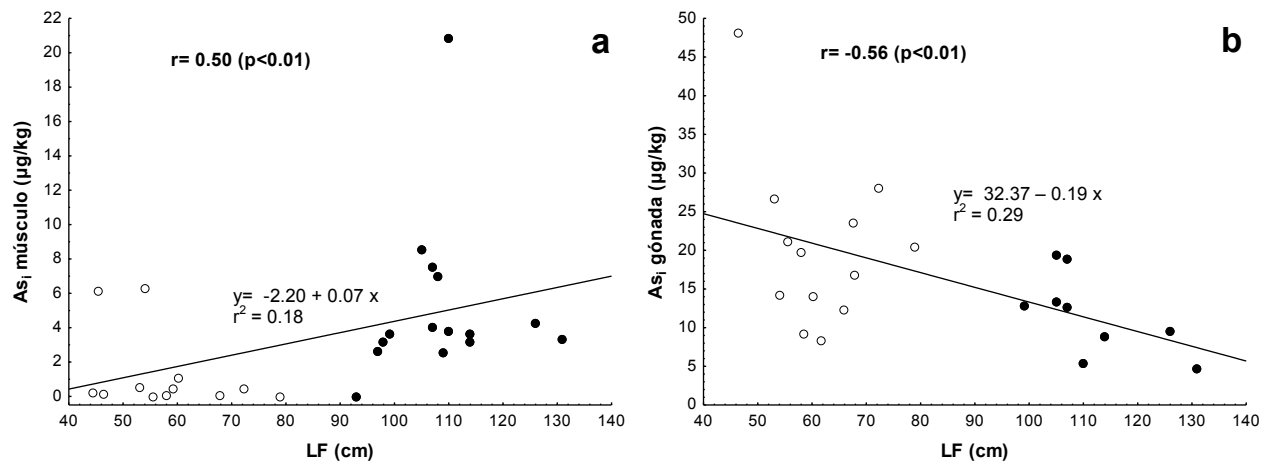 22
20
18
16
14
12
10
8
6
4
2
0
Asi músculo (µg/kg)
r= 0.50 (p<0.01)
a
y= -2.20 + 0.07 x
r2 = 0.18
40 50 60 70 80 90 100 110 120 130 140
LF (cm)
50
45
40
35
30
25
20
15
10
5
0
Asi gónada (µg/kg)
r= -0.56 (p<0.01)
b
y= 32.37 – 0.19 x
r2 = 0.29
40 50 60 70 80 90 100 110 120 130 140
LF (cm)